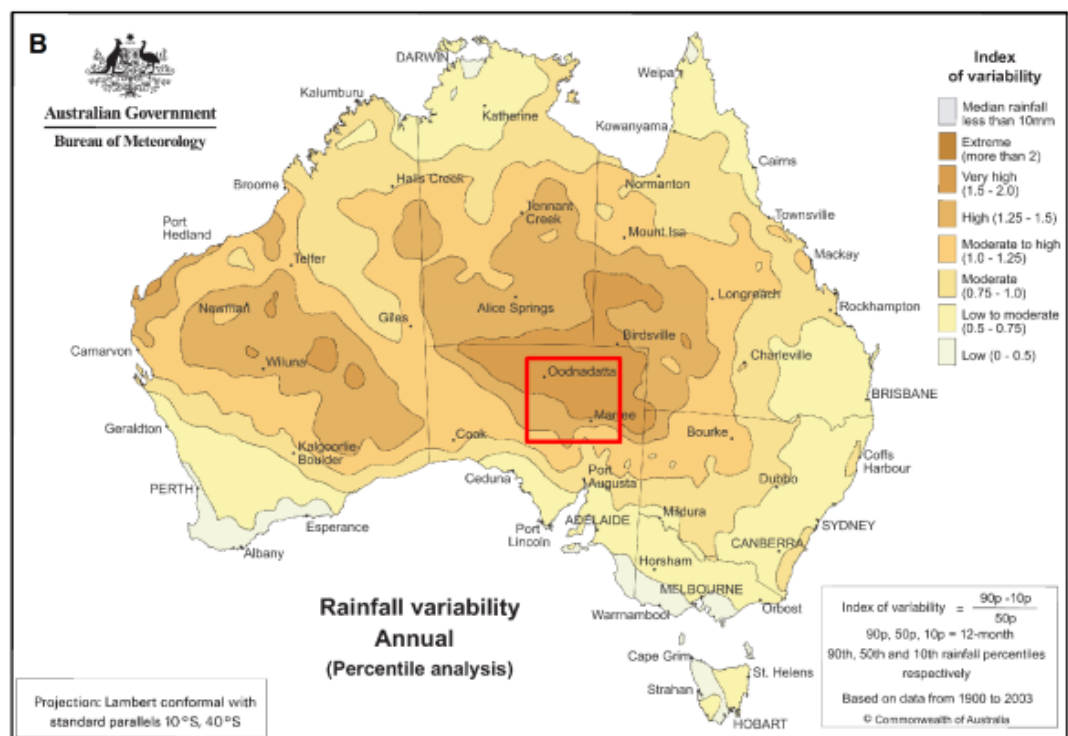 B
Australian Government
Bureau of Meteorology
Index
of variability
Median rainfall
less than 10mm
Extreme
(more than 2)
Very high
(1.5 - 2.0)
High (1.25 - 1.5)
Moderate to high
(1.0 - 1.25)
Moderate
(0.75 - 1.0)
Low to moderate
(0.5 - 0.75)
Low (0 - 0.5)
DARWIN
Weipa
Kalumburu
Katherine
Kowanyama
Cairns
Broome
Halls Creek
Normanton
Tennant
Creek
Townsville
Port
Hedland
Mount Isa
Mackay
Telfer
Newman
Alice Springs
Longreach
Rockhampton
Giles
Birdsville
Carnarvon
Wiluna
Oodnadatta
Charleville
BRISBANE
Geraldton
Marree
Cook
Bourke
Kalgoorlie-
Boulder
Coffs
Harbour
Ceduna
Port
Augusta
Dubbo
PERTH
Esperance
Port
Lincoln
ADELAIDE
Mildura
SYDNEY
Albany
CANBERRA
Horsham
MELBOURNE
Warrnambool
Orbost
Cape Grim
St. Helens
Strahan
HOBART
Rainfall variability
Annual
(Percentile analysis)
Projection: Lambert conformal with
standard parallels 10°S, 40°S
Index of variability = 90p -10p
50p
90p, 50p, 10p = 12-month
90th, 50th and 10th rainfall percentiles
respectively
Based on data from 1900 to 2003
© Commonwealth of Australia